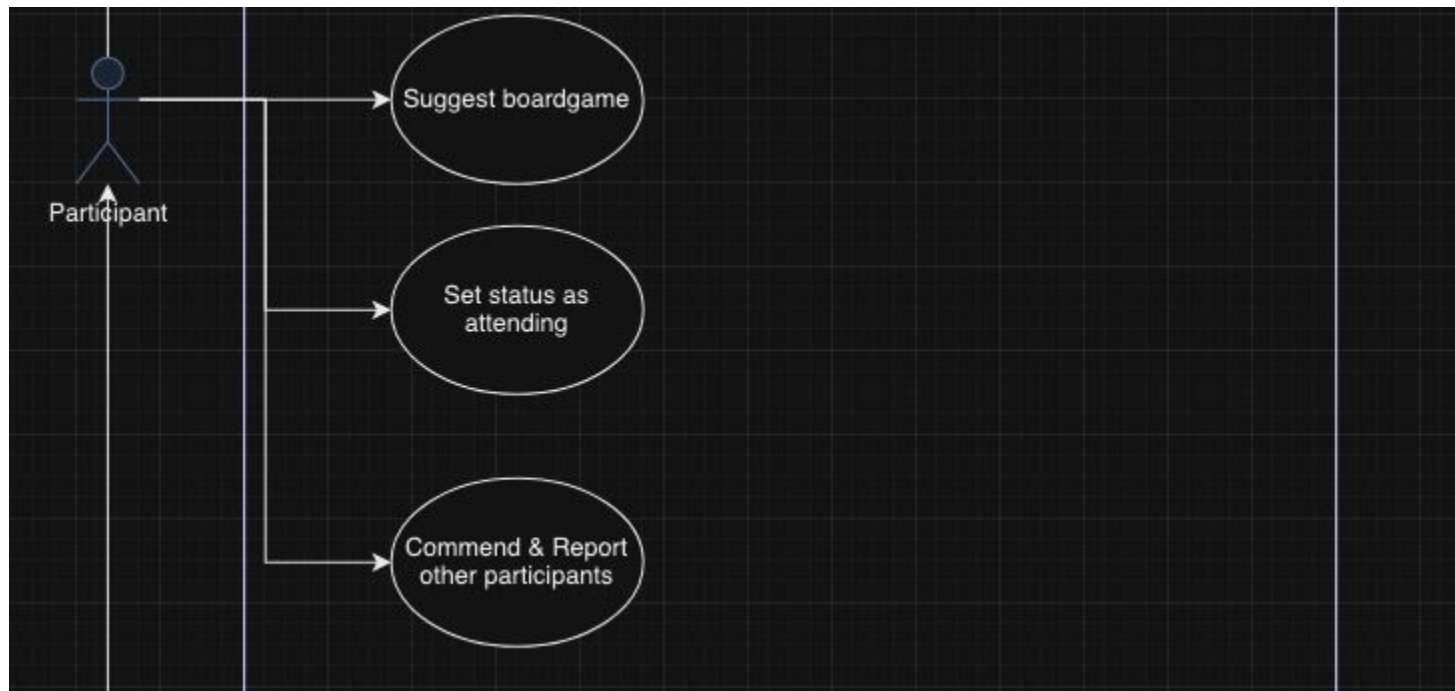 Suggest boardgame
Participant
Set status as
attending
Commend & Report
other participants